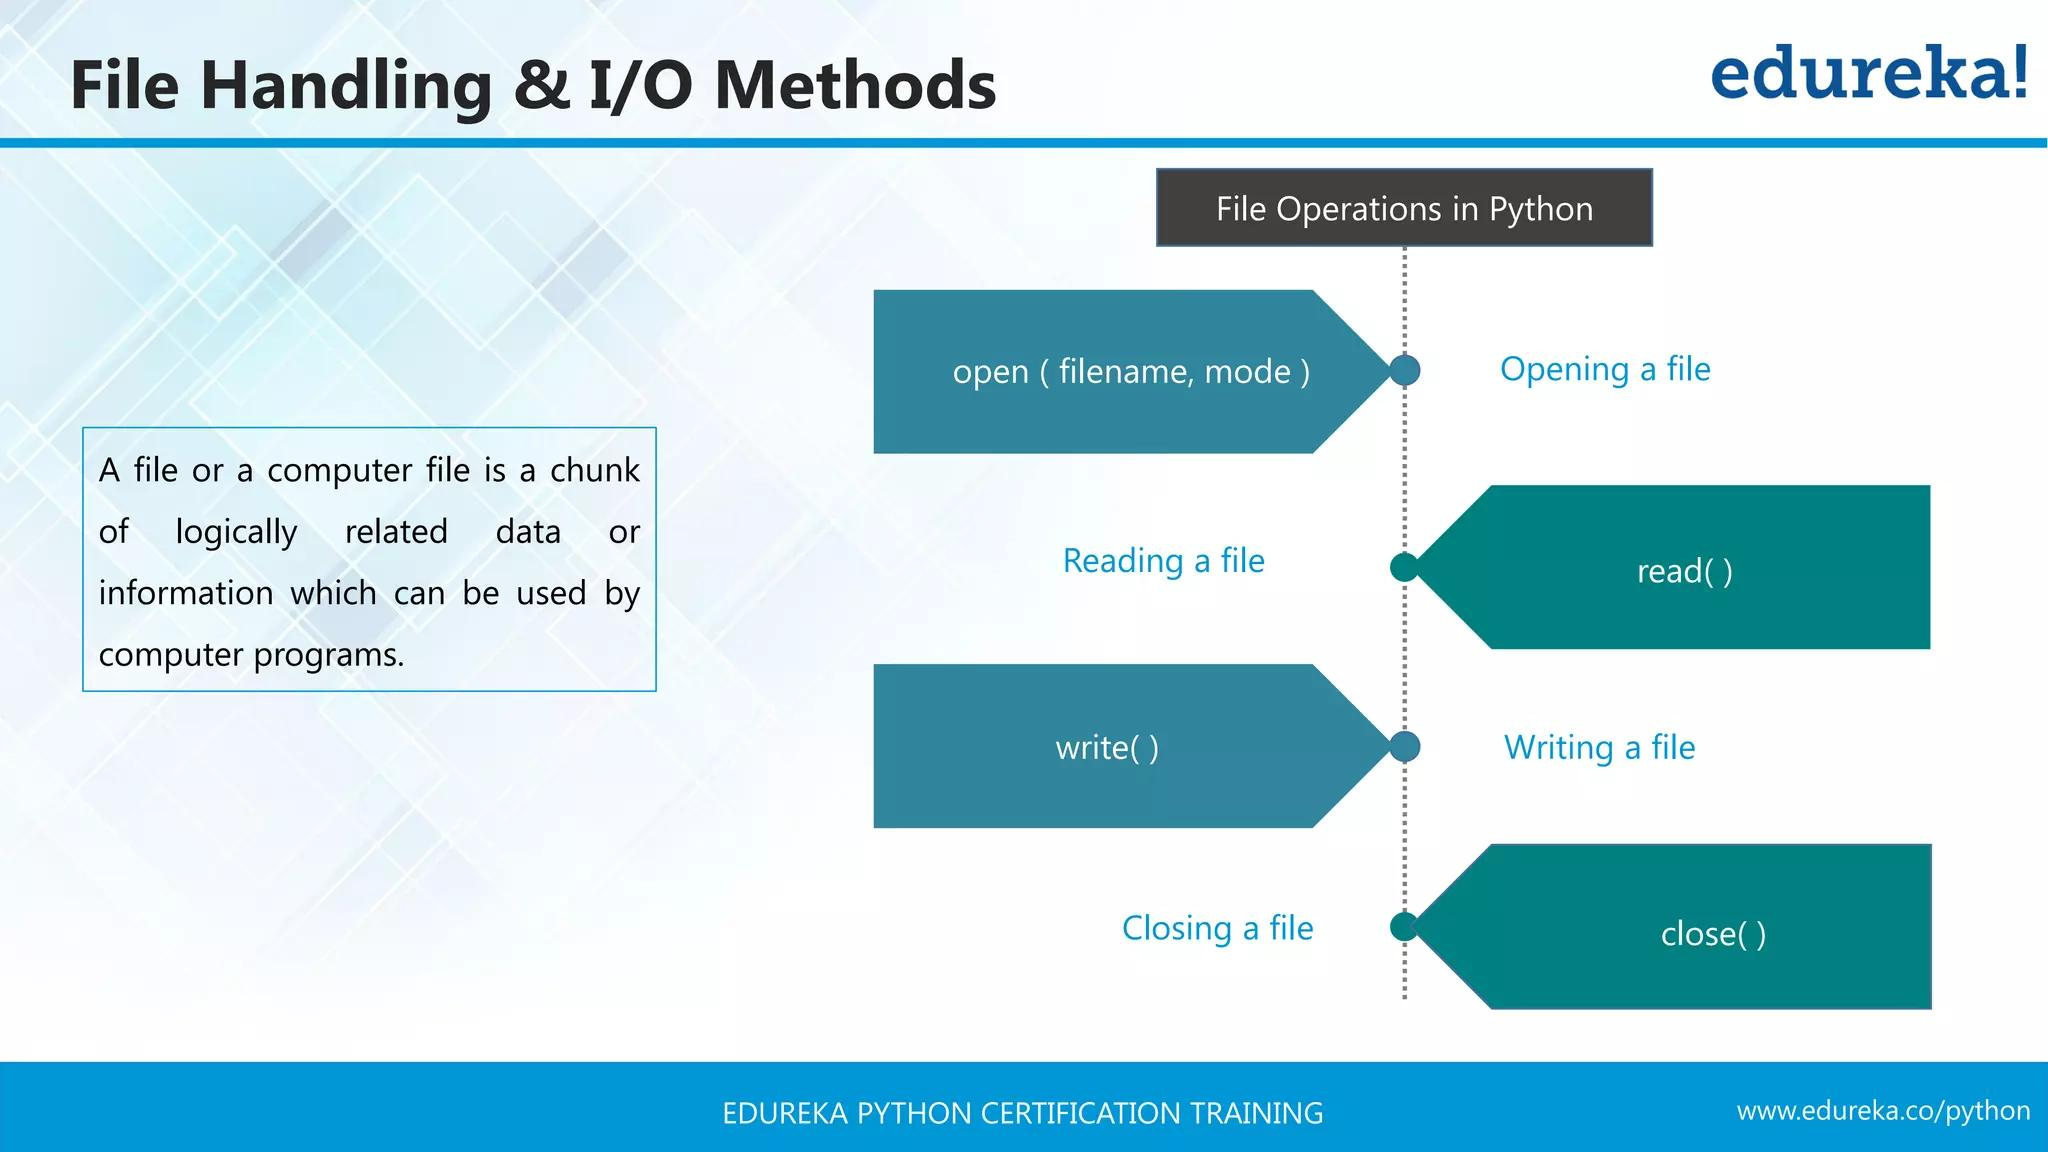 File Handling & I/O Methods
edureka!
File Operations in Python
open ( filename, mode )
Opening a file
A file or a computer file is a chunk
of logically related data or
information which can be used by
computer programs.
Reading a file
read( )
write( )
Writing a file
Closing a file
close( )
EDUREKA PYTHON CERTIFICATION TRAINING
www.edureka.co/python